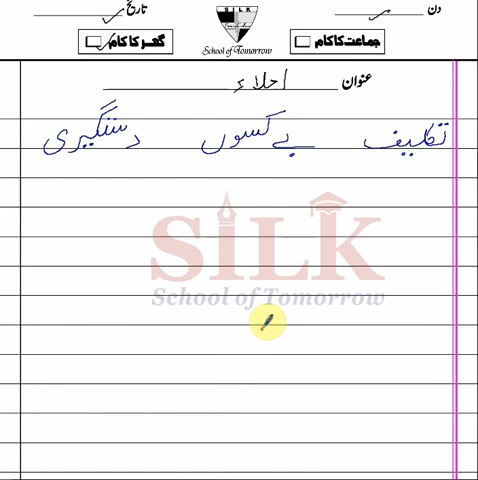 دن تاریخ
SILK
School of Tomorrow
جماعت کا کام گھر کا کام
عنوان املاء
تکلیف بے کسوں دستگیری
SILK
School of Tomorrow